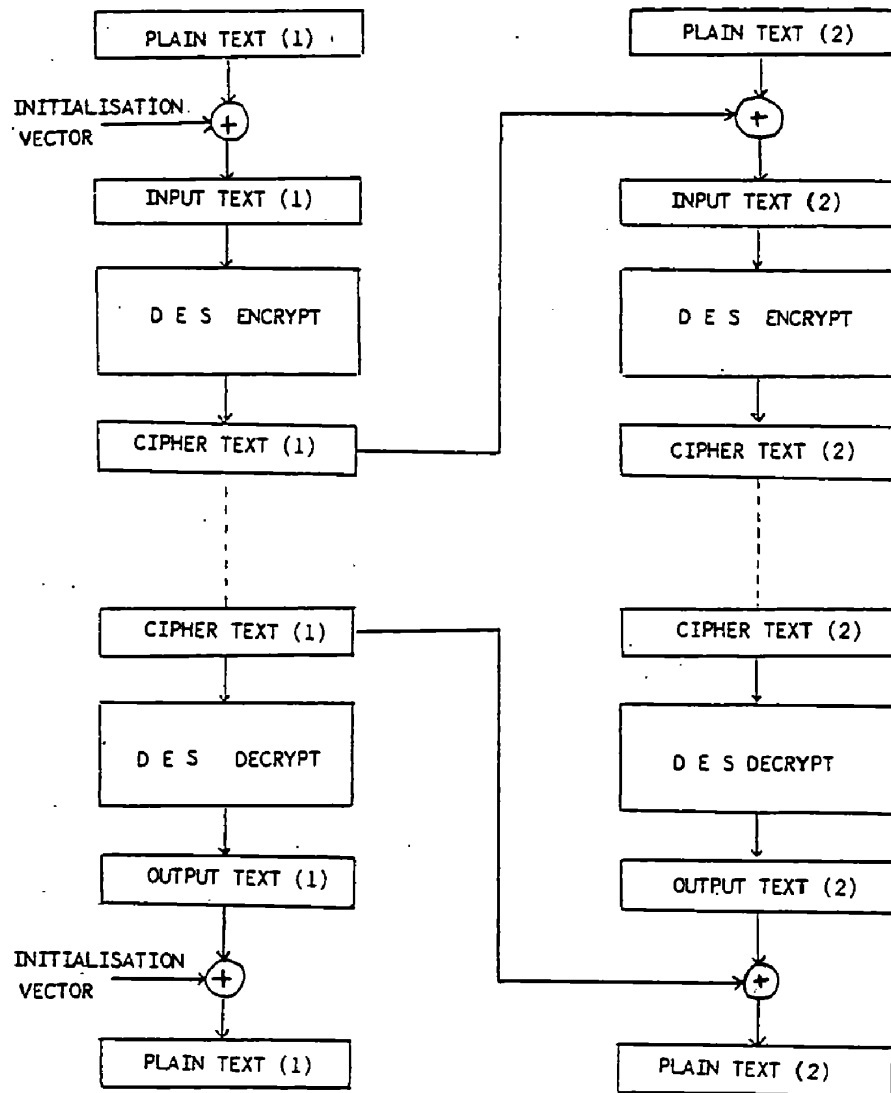 PLAIN TEXT (1)
PLAIN TEXT (2)
INITIALISATION
VECTOR
+
+
INPUT TEXT (1)
INPUT TEXT (2)
D E S ENCRYPT
D E S ENCRYPT
CIPHER TEXT (1)
CIPHER TEXT (2)
CIPHER TEXT (1)
CIPHER TEXT (2)
D E S DECRYPT
D E S DECRYPT
OUTPUT TEXT (1)
OUTPUT TEXT (2)
INITIALISATION
VECTOR
+
+
PLAIN TEXT (1)
PLAIN TEXT (2)